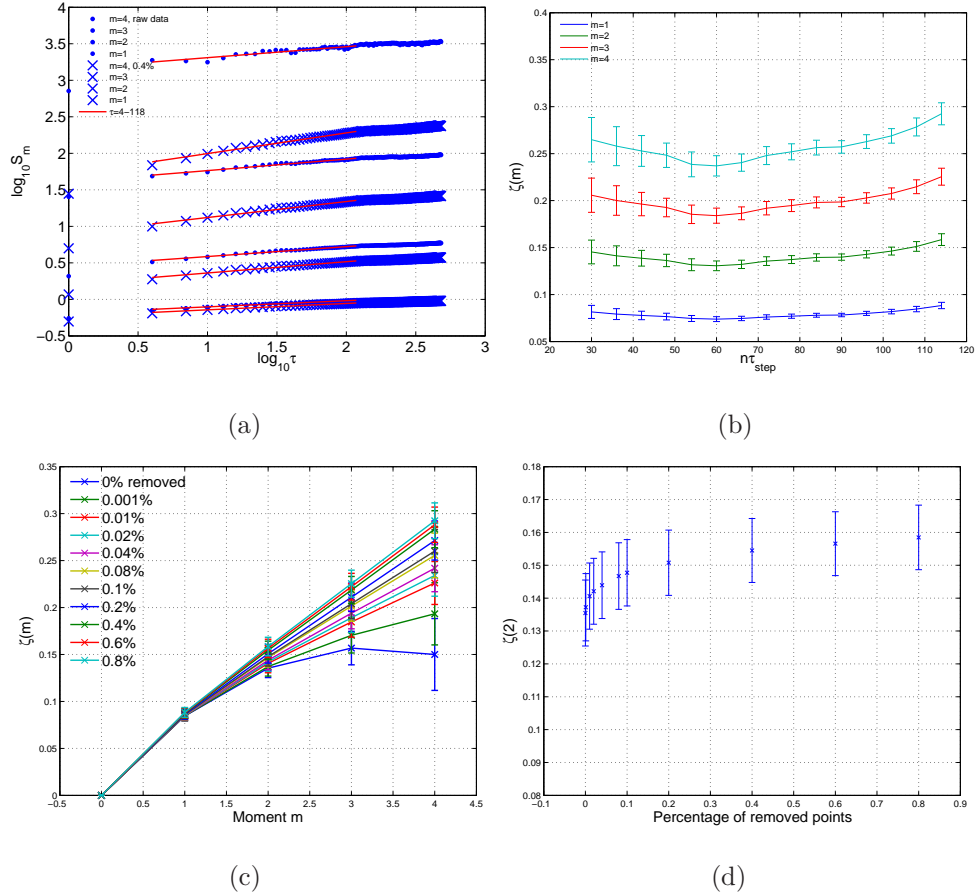 4
3.5
3
2.5
2
1.5
1
0.5
0
−0.5
log₁₀Sₘ
m=4, raw data
m=3
m=2
m=1
m=4, 0.4%
m=3
m=2
m=1
τ=4−118
0 0.5 1 1.5 2 2.5 3
log₁₀τ
(a)
0.4
0.35
0.3
0.25
0.2
0.15
0.1
0.05
ζ(m)
m=1
m=2
m=3
m=4
20 30 40 50 60 70 80 90 100 110 120
nτ_step
(b)
0.35
0.3
0.25
0.2
0.15
0.1
0.05
0
ζ(m)
0% removed
0.001%
0.01%
0.02%
0.04%
0.08%
0.1%
0.2%
0.4%
0.6%
0.8%
−0.5 0 0.5 1 1.5 2 2.5 3 3.5 4 4.5
Moment m
(c)
0.18
0.17
0.16
0.15
0.14
0.13
0.12
0.11
0.1
0.09
0.08
ζ(2)
−0.1 0 0.1 0.2 0.3 0.4 0.5 0.6 0.7 0.8 0.9
Percentage of removed points
(d)